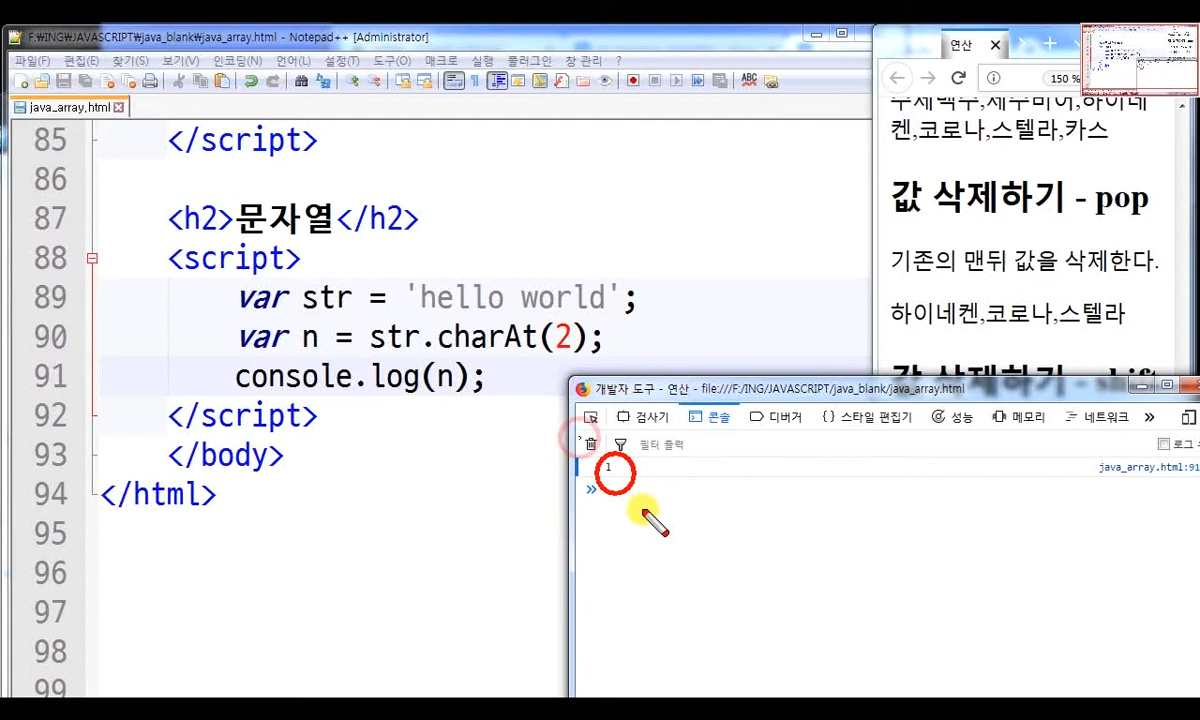 F:₩ING₩JAVASCRIPT₩java_blank₩java_array.html - Notepad++ [Administrator]
파일(F) 편집(E) 찾기(S) 보기(V) 인코딩(N) 언어(L) 설정(T) 도구(O) 매크로 실행 플러그인 창 관리 ?
java_array.html
85 </script>
86
87 <h2>문자열</h2>
88 <script>
89 var str = 'hello world';
90 var n = str.charAt(2);
91 console.log(n);
92 </script>
93 </body>
94 </html>
95
96
97
98
99
연산
150 %
켄,코로나,스텔라,카스
값 삭제하기 - pop
기존의 맨뒤 값을 삭제한다.
하이네켄,코로나,스텔라
값 삭제하기 - shift
개발자 도구 - 연산 - file:///F:/ING/JAVASCRIPT/java_blank/java_array.html
검사기 콘솔 디버거 {} 스타일 편집기 성능 메모리 네트워크 »
필터 출력 로그
l java_array.html:91
»